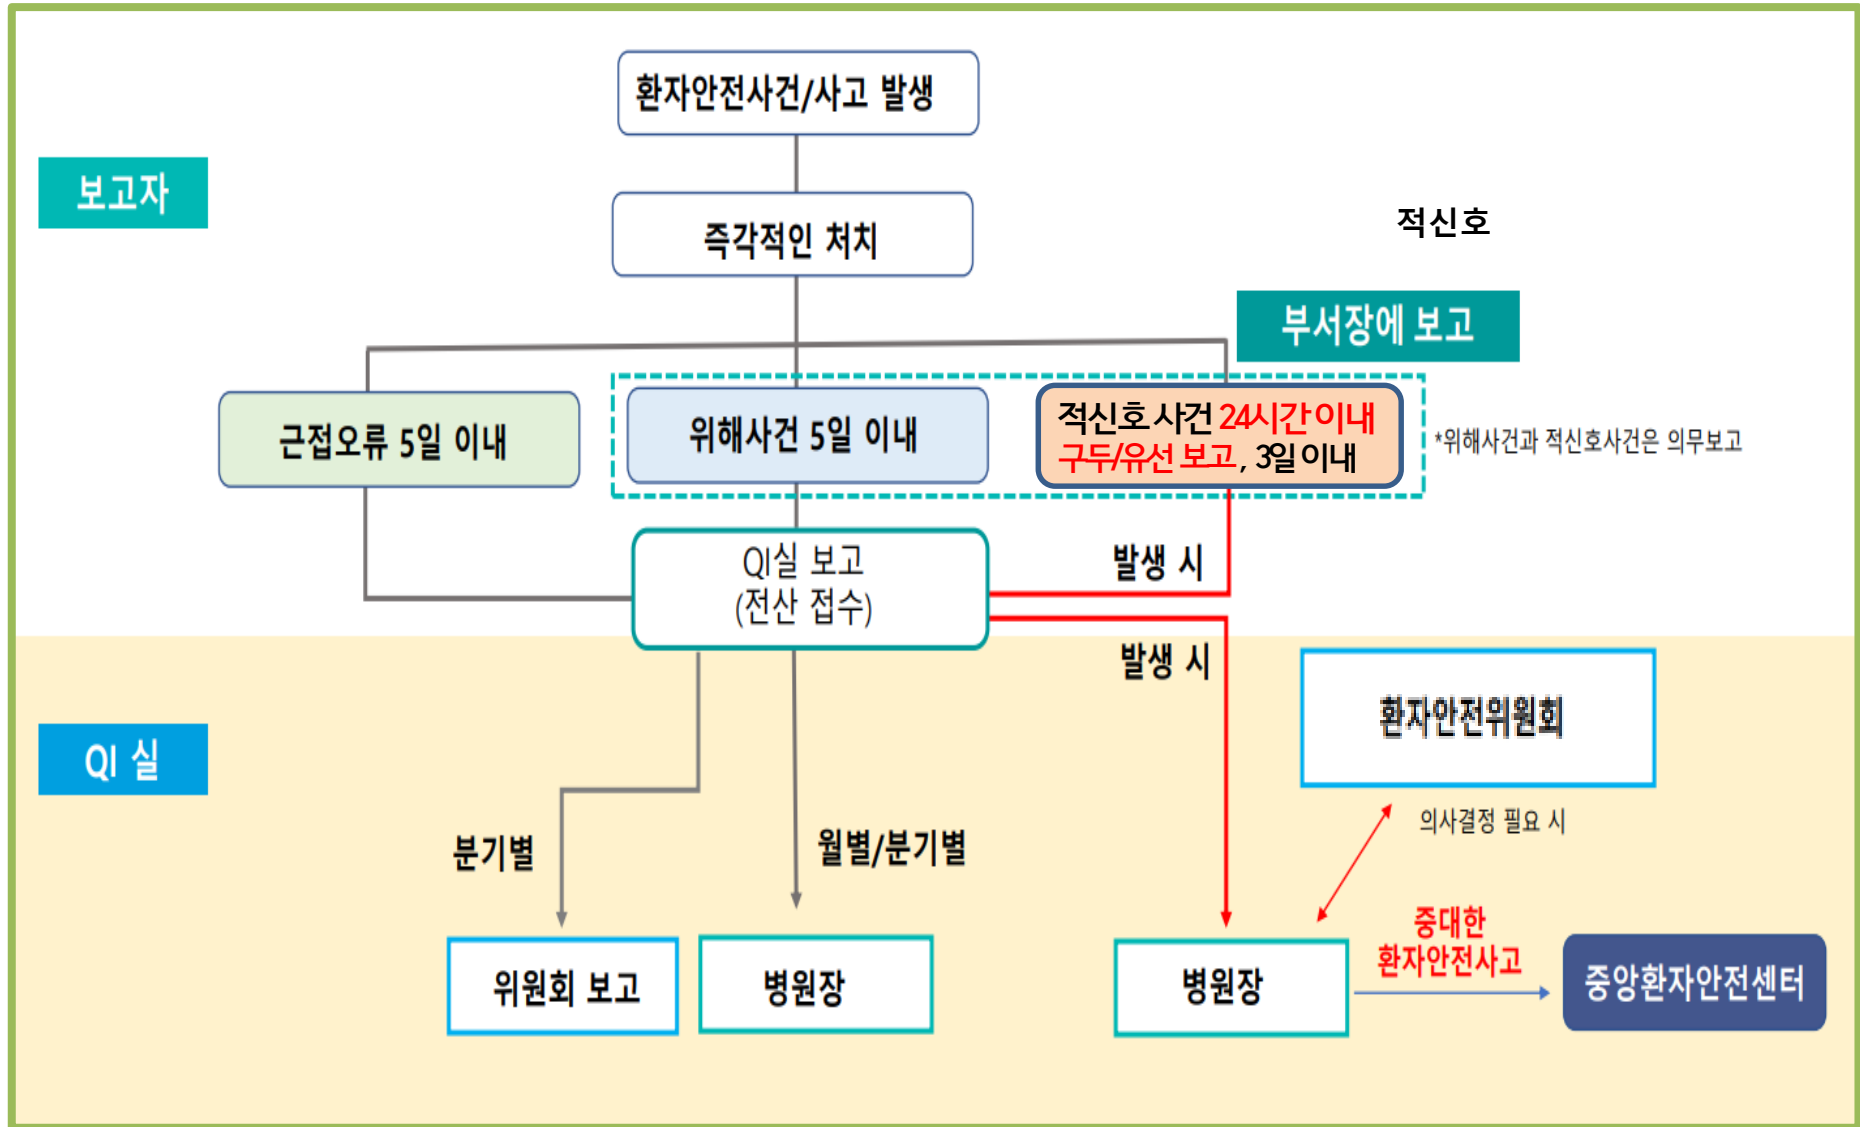 환자안전사건/사고 발생
보고자
즉각적인 처치
적신호
부서장에 보고
근접오류 5일 이내
위해사건 5일 이내
적신호 사건 24시간 이내
구두/유선 보고, 3일 이내
*위해사건과 적신호사건은 의무보고
QI실 보고
(전산 접수)
발생 시
발생 시
환자안전위원회
QI 실
의사결정 필요 시
분기별
월별/분기별
중대한
환자안전사고
위원회 보고
병원장
병원장
중앙환자안전센터